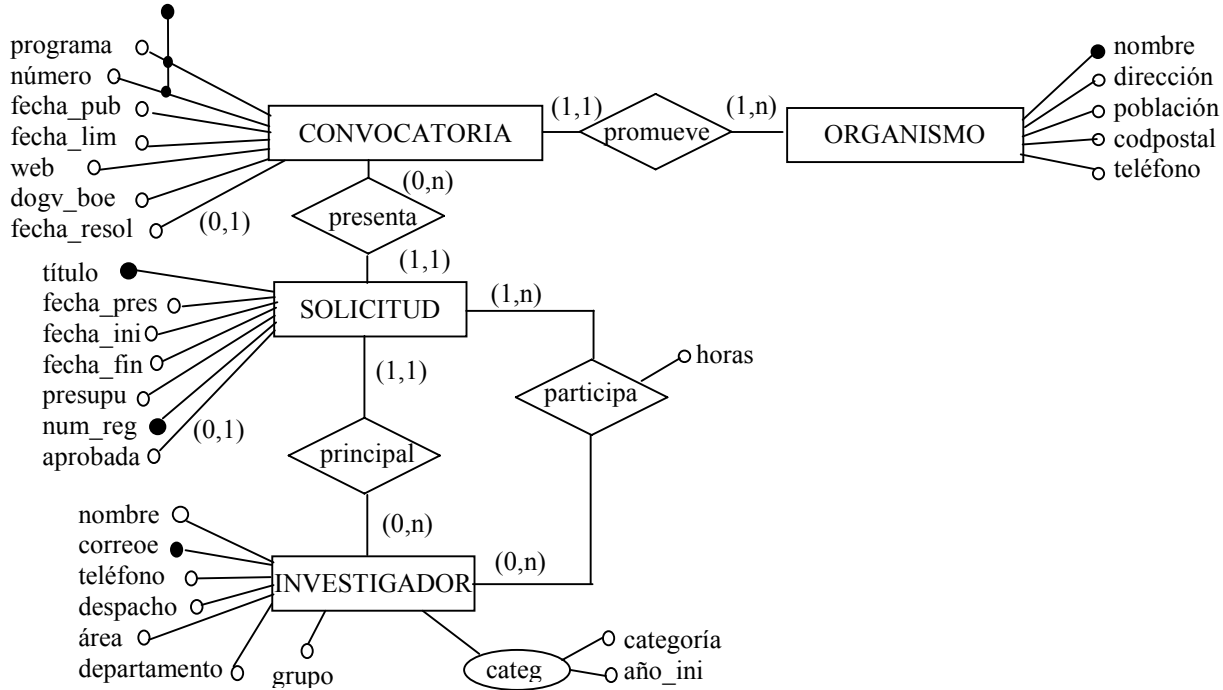 programa
número
fecha_pub
fecha_lim
web
dogv_boe
fecha_resol
(0,1)
CONVOCATORIA
(1,1)
promueve
(1,n)
ORGANISMO
nombre
dirección
población
codpostal
teléfono
(0,n)
presenta
(1,1)
título
fecha_pres
fecha_ini
fecha_fin
presupu
num_reg
aprobada
(0,1)
SOLICITUD
(1,n)
(1,1)
participa
horas
principal
(0,n)
(0,n)
nombre
correoe
teléfono
despacho
área
departamento
INVESTIGADOR
grupo
categ
categoría
año_ini